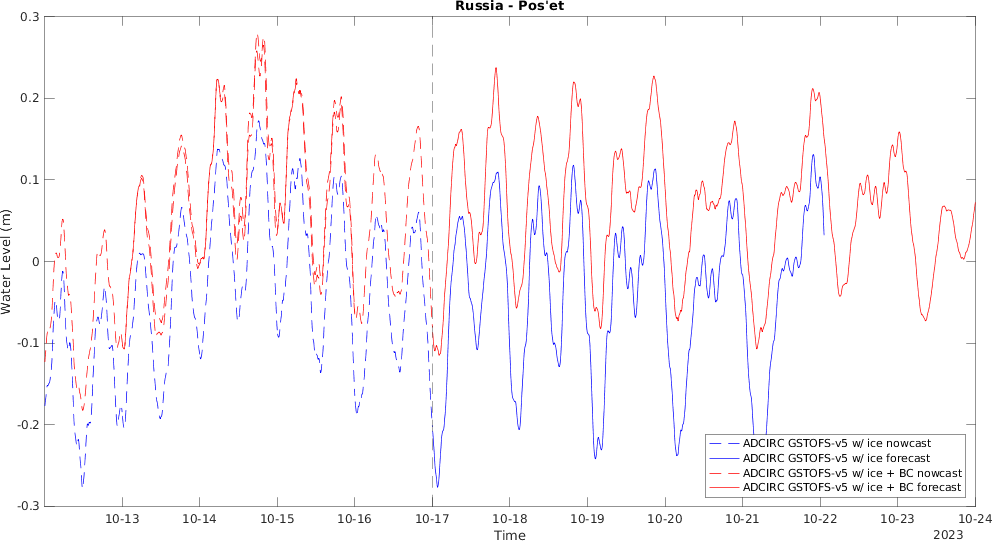 Russia - Pos'et
0.3
0.2
0.1
0
-0.1
-0.2
-0.3
Water Level (m)
ADCIRC GSTOFS-v5 w/ ice nowcast
ADCIRC GSTOFS-v5 w/ ice forecast
ADCIRC GSTOFS-v5 w/ ice + BC nowcast
ADCIRC GSTOFS-v5 w/ ice + BC forecast
10-13 10-14 10-15 10-16 10-17 10-18 10-19 10-20 10-21 10-22 10-23 10-24
Time
2023